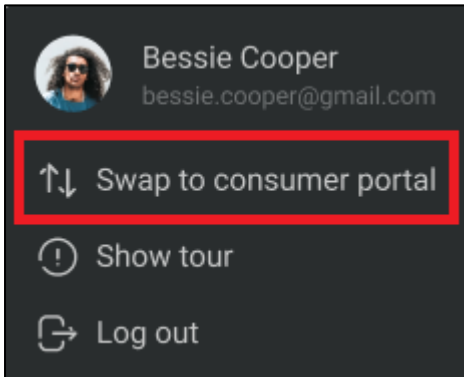 Bessie Cooper
bessie.cooper@gmail.com
Swap to consumer portal
Show tour
Log out